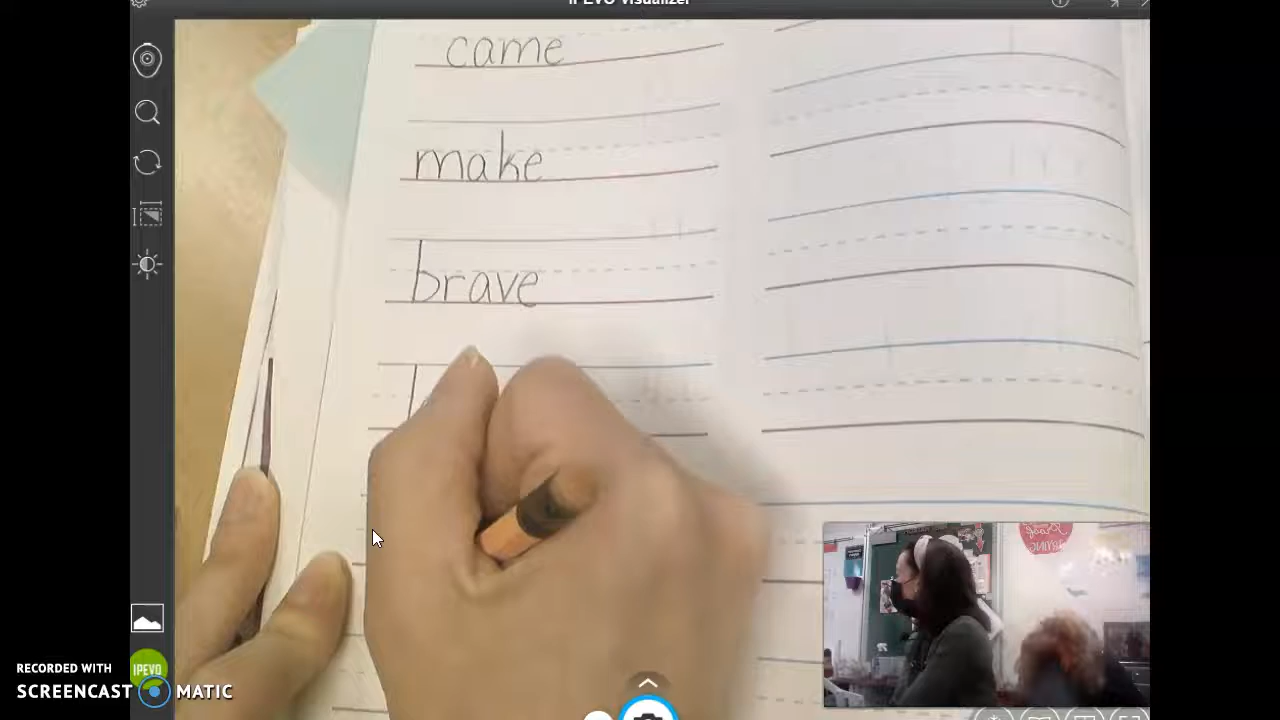 IPEVO Visualizer
came
make
brave
IPEVO
RECORDED WITH
SCREENCAST MATIC